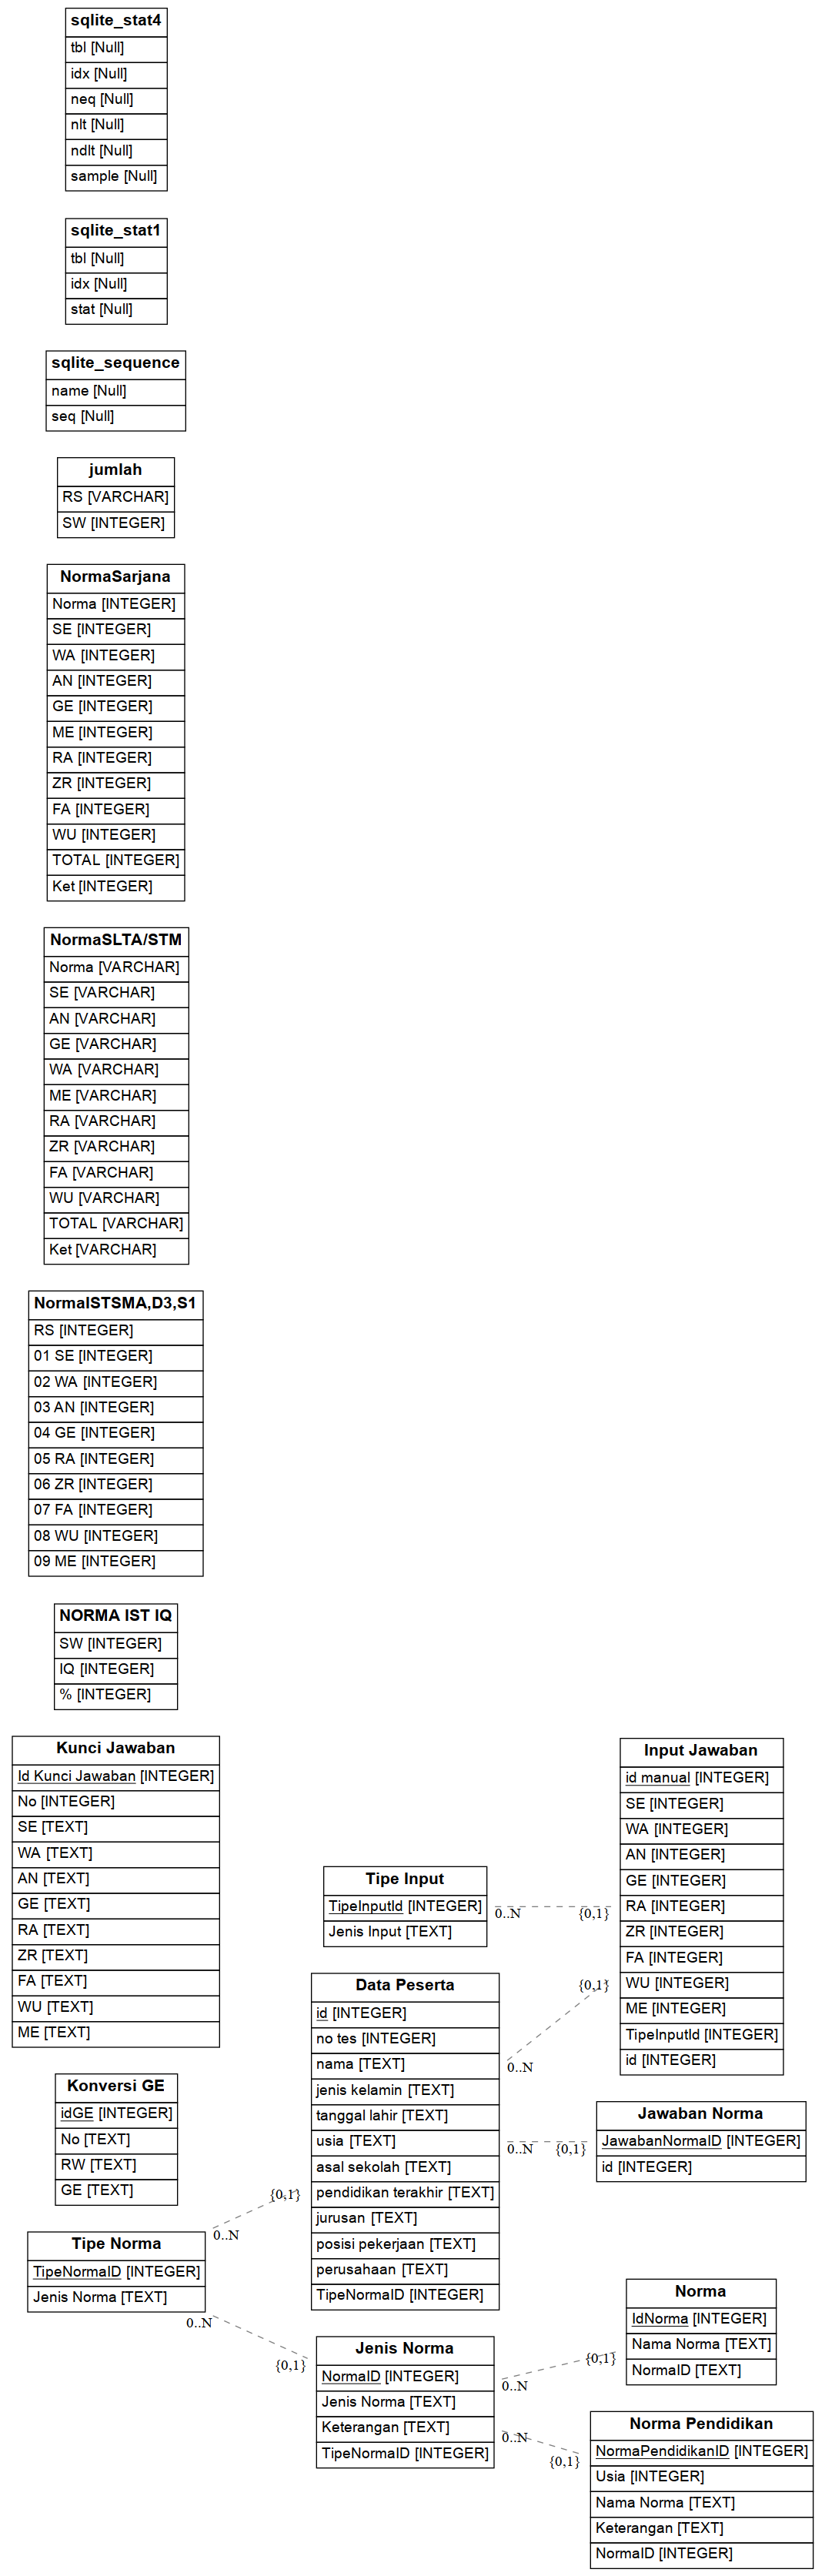 sqlite_stat4
tbl [Null]
idx [Null]
neq [Null]
nlt [Null]
ndlt [Null]
sample [Null]
sqlite_stat1
tbl [Null]
idx [Null]
stat [Null]
sqlite_sequence
name [Null]
seq [Null]
jumlah
RS [VARCHAR]
SW [INTEGER]
NormaSarjana
Norma [INTEGER]
SE [INTEGER]
WA [INTEGER]
AN [INTEGER]
GE [INTEGER]
ME [INTEGER]
RA [INTEGER]
ZR [INTEGER]
FA [INTEGER]
WU [INTEGER]
TOTAL [INTEGER]
Ket [INTEGER]
NormaSLTA/STM
Norma [VARCHAR]
SE [VARCHAR]
AN [VARCHAR]
GE [VARCHAR]
WA [VARCHAR]
ME [VARCHAR]
RA [VARCHAR]
ZR [VARCHAR]
FA [VARCHAR]
WU [VARCHAR]
TOTAL [VARCHAR]
Ket [VARCHAR]
NormaISTSMA,D3,S1
RS [INTEGER]
01 SE [INTEGER]
02 WA [INTEGER]
03 AN [INTEGER]
04 GE [INTEGER]
05 RA [INTEGER]
06 ZR [INTEGER]
07 FA [INTEGER]
08 WU [INTEGER]
09 ME [INTEGER]
NORMA IST IQ
SW [INTEGER]
IQ [INTEGER]
% [INTEGER]
Kunci Jawaban
Id Kunci Jawaban [INTEGER]
No [INTEGER]
SE [TEXT]
WA [TEXT]
AN [TEXT]
GE [TEXT]
RA [TEXT]
ZR [TEXT]
FA [TEXT]
WU [TEXT]
ME [TEXT]
Konversi GE
idGE [INTEGER]
No [TEXT]
RW [TEXT]
GE [TEXT]
Tipe Norma
TipeNormaID [INTEGER]
Jenis Norma [TEXT]
0..N
{0,1}
0..N
{0,1}
Tipe Input
TipeInputId [INTEGER]
Jenis Input [TEXT]
0..N
{0,1}
Data Peserta
id [INTEGER]
no tes [INTEGER]
nama [TEXT]
jenis kelamin [TEXT]
tanggal lahir [TEXT]
usia [TEXT]
asal sekolah [TEXT]
pendidikan terakhir [TEXT]
jurusan [TEXT]
posisi pekerjaan [TEXT]
perusahaan [TEXT]
TipeNormaID [INTEGER]
0..N
{0,1}
0..N
{0,1}
Jenis Norma
NormaID [INTEGER]
Jenis Norma [TEXT]
Keterangan [TEXT]
TipeNormaID [INTEGER]
0..N
{0,1}
0..N
{0,1}
Input Jawaban
id manual [INTEGER]
SE [INTEGER]
WA [INTEGER]
AN [INTEGER]
GE [INTEGER]
RA [INTEGER]
ZR [INTEGER]
FA [INTEGER]
WU [INTEGER]
ME [INTEGER]
TipeInputId [INTEGER]
id [INTEGER]
Jawaban Norma
JawabanNormaID [INTEGER]
id [INTEGER]
Norma
IdNorma [INTEGER]
Nama Norma [TEXT]
NormaID [TEXT]
Norma Pendidikan
NormaPendidikanID [INTEGER]
Usia [INTEGER]
Nama Norma [TEXT]
Keterangan [TEXT]
NormaID [INTEGER]